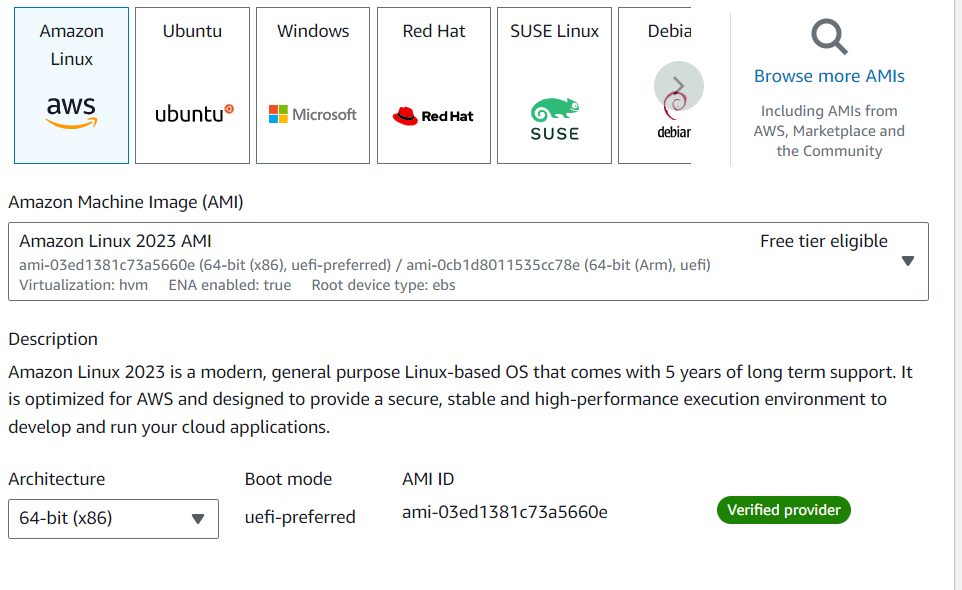 Amazon Linux
Ubuntu
Windows
Red Hat
SUSE Linux
Debia
aws
ubuntu
Microsoft
Red Hat
SUSE
debian
Browse more AMIs
Including AMIs from
AWS, Marketplace and
the Community
Amazon Machine Image (AMI)
Amazon Linux 2023 AMI
Free tier eligible
ami-03ed1381c73a5660e (64-bit (x86), uefi-preferred) / ami-0cb1d8011535cc78e (64-bit (Arm), uefi)
Virtualization: hvm ENA enabled: true Root device type: ebs
Description
Amazon Linux 2023 is a modern, general purpose Linux-based OS that comes with 5 years of long term support. It
is optimized for AWS and designed to provide a secure, stable and high-performance execution environment to
develop and run your cloud applications.
Architecture
Boot mode
AMI ID
64-bit (x86)
uefi-preferred
ami-03ed1381c73a5660e
Verified provider